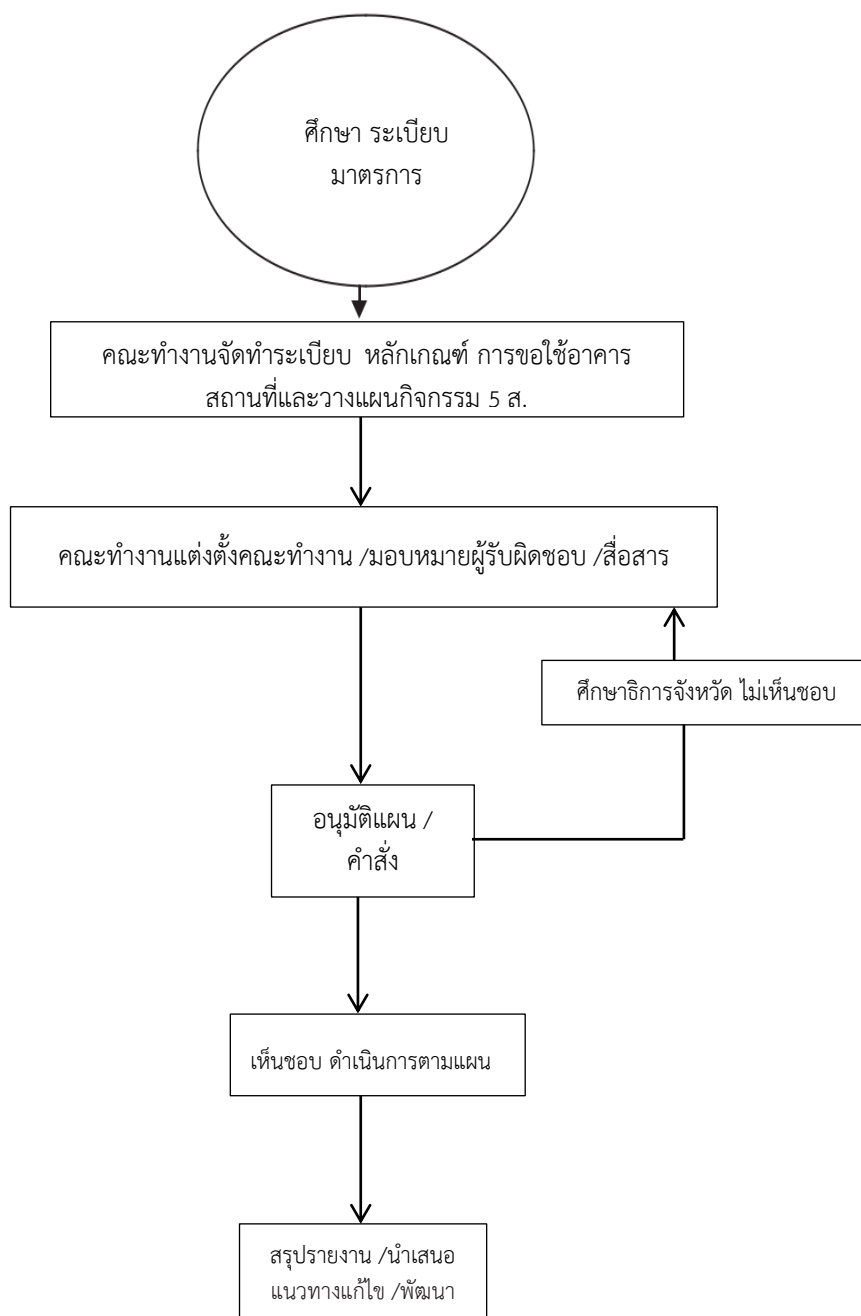 ศึกษา ระเบียบ
มาตรการ
คณะทำงานจัดทำระเบียบ หลักเกณฑ์ การขอใช้อาคาร
สถานที่และวางแผนกิจกรรม 5 ส.
คณะทำงานแต่งตั้งคณะทำงาน /มอบหมายผู้รับผิดชอบ /สื่อสาร
ศึกษาธิการจังหวัด ไม่เห็นชอบ
อนุมัติแผน /
คำสั่ง
เห็นชอบ ดำเนินการตามแผน
สรุปรายงาน /นำเสนอ
แนวทางแก้ไข /พัฒนา